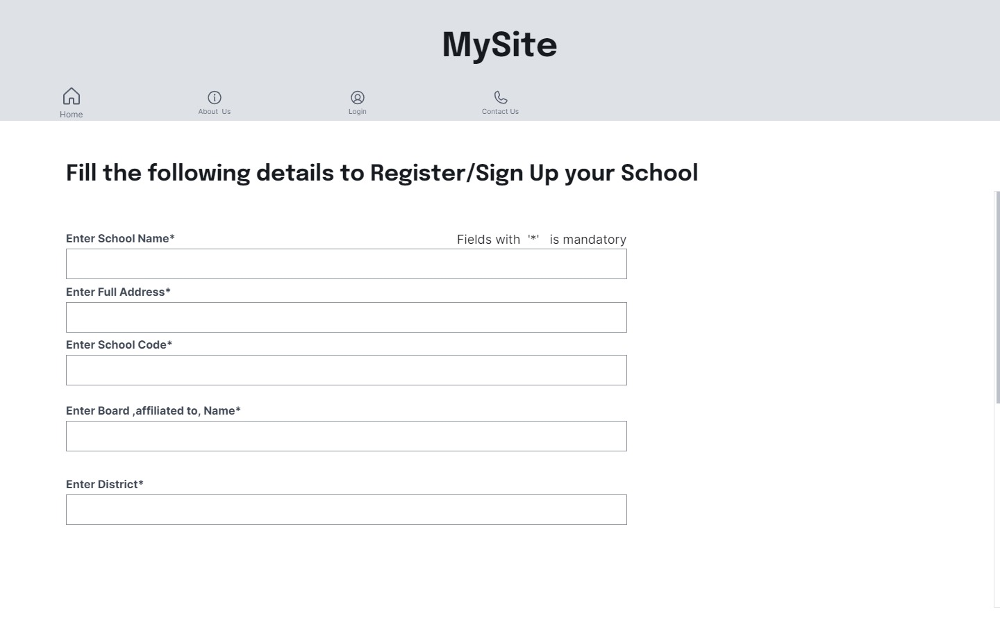 MySite
Home
About Us
Login
Contact Us
Fill the following details to Register/Sign Up your School
Enter School Name*
Fields with '*' is mandatory
Enter Full Address*
Enter School Code*
Enter Board ,affiliated to, Name*
Enter District*